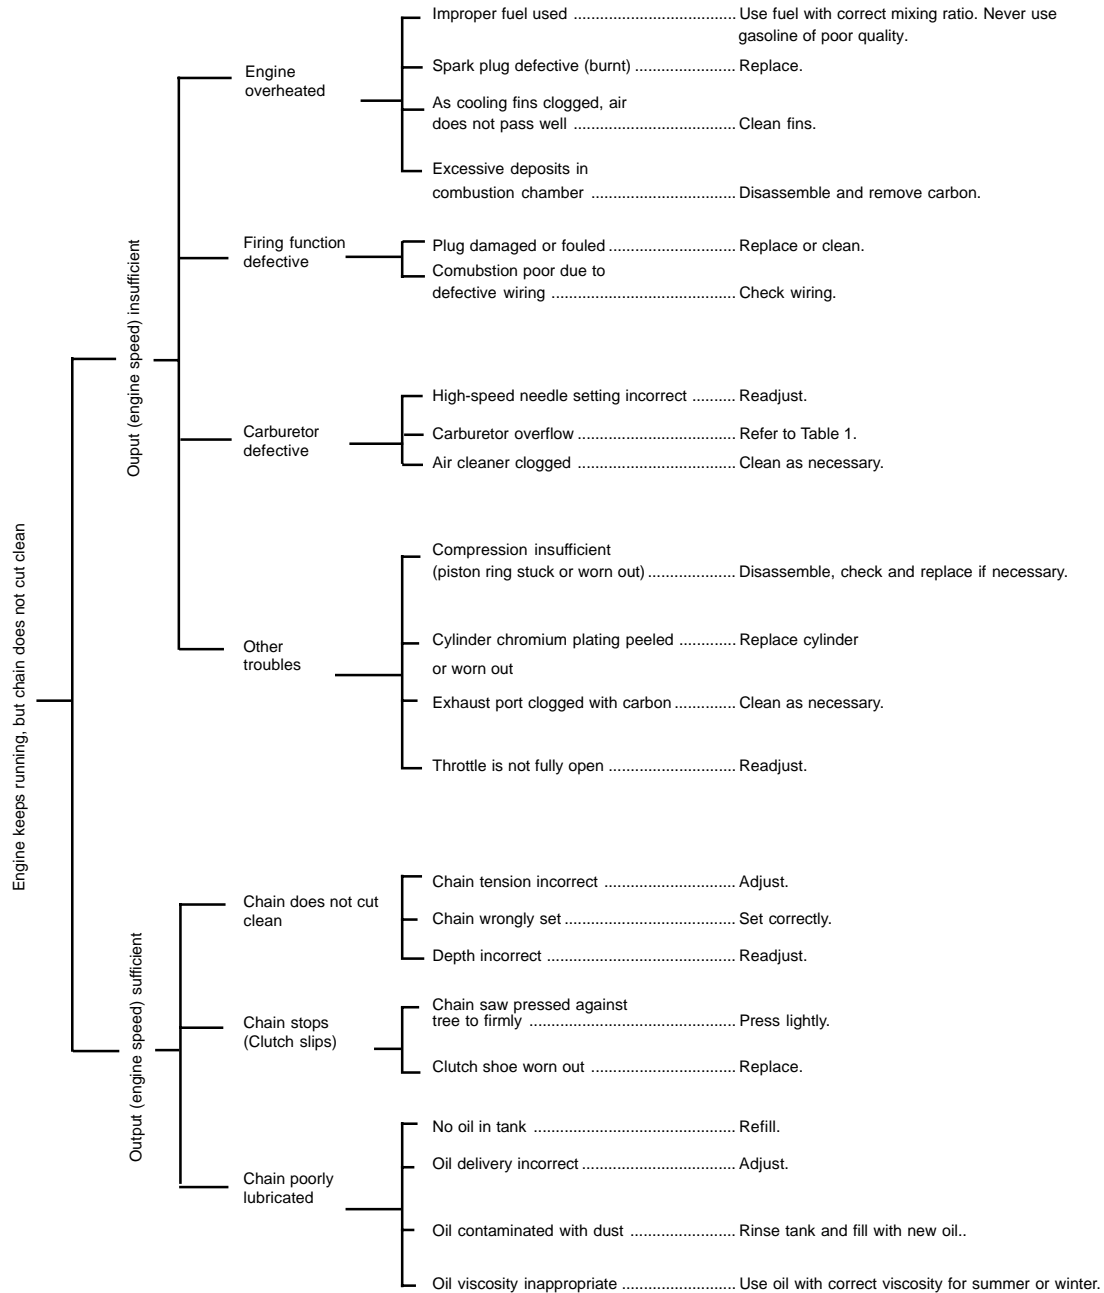 Engine keeps running, but chain does not cut clean
Ouput (engine speed) insufficient
Engine
overheated
Improper fuel used ..................................... Use fuel with correct mixing ratio. Never use
gasoline of poor quality.
Spark plug defective (burnt) ....................... Replace.
As cooling fins clogged, air
does not pass well ..................................... Clean fins.
Excessive deposits in
combustion chamber ................................. Disassemble and remove carbon.
Firing function
defective
Plug damaged or fouled ............................. Replace or clean.
Comubstion poor due to
defective wiring .......................................... Check wiring.
Carburetor
defective
High-speed needle setting incorrect .......... Readjust.
Carburetor overflow .................................... Refer to Table 1.
Air cleaner clogged .................................... Clean as necessary.
Other
troubles
Compression insufficient
(piston ring stuck or worn out) .................... Disassemble, check and replace if necessary.
Cylinder chromium plating peeled ............. Replace cylinder
or worn out
Exhaust port clogged with carbon .............. Clean as necessary.
Throttle is not fully open ............................. Readjust.
Output (engine speed) sufficient
Chain does not cut
clean
Chain tension incorrect .............................. Adjust.
Chain wrongly set ....................................... Set correctly.
Depth incorrect ........................................... Readjust.
Chain stops
(Clutch slips)
Chain saw pressed against
tree to firmly ............................................... Press lightly.
Clutch shoe worn out ................................. Replace.
Chain poorly
lubricated
No oil in tank .............................................. Refill.
Oil delivery incorrect ................................... Adjust.
Oil contaminated with dust ........................ Rinse tank and fill with new oil..
Oil viscosity inappropriate .......................... Use oil with correct viscosity for summer or winter.